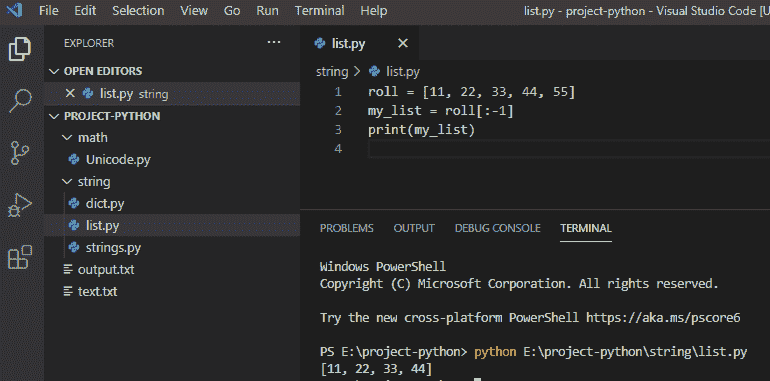 File Edit Selection View Go Run Terminal Help list.py - project-python - Visual Studio Code [U
EXPLORER ···
OPEN EDITORS
list.py string
PROJECT-PYTHON
math
Unicode.py
string
dict.py
list.py
strings.py
output.txt
text.txt
list.py
string > list.py
1 roll = [11, 22, 33, 44, 55]
2 my_list = roll[:-1]
3 print(my_list)
4
PROBLEMS OUTPUT DEBUG CONSOLE TERMINAL
Windows PowerShell
Copyright (C) Microsoft Corporation. All rights reserved.
Try the new cross-platform PowerShell https://aka.ms/pscore6
PS E:\project-python> python E:\project-python\string\list.py
[11, 22, 33, 44]